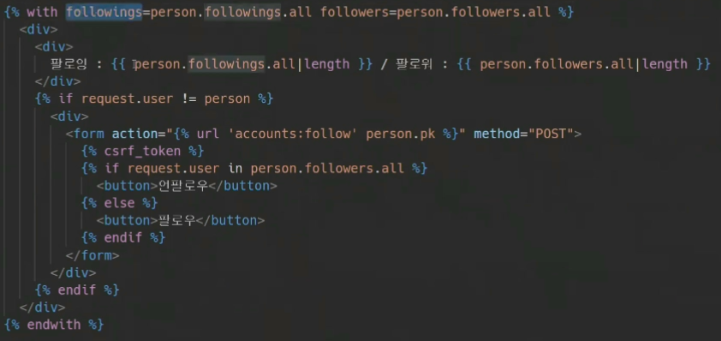 {% with followings=person.followings.all followers=person.followers.all %}
<div>
<div>
팔로잉 : {{ person.followings.all|length }} / 팔로워 : {{ person.followers.all|length }}
</div>
{% if request.user != person %}
<div>
<form action="{% url 'accounts:follow' person.pk %}" method="POST">
{% csrf_token %}
{% if request.user in person.followers.all %}
<button>언팔로우</button>
{% else %}
<button>팔로우</button>
{% endif %}
</form>
</div>
{% endif %}
</div>
{% endwith %}